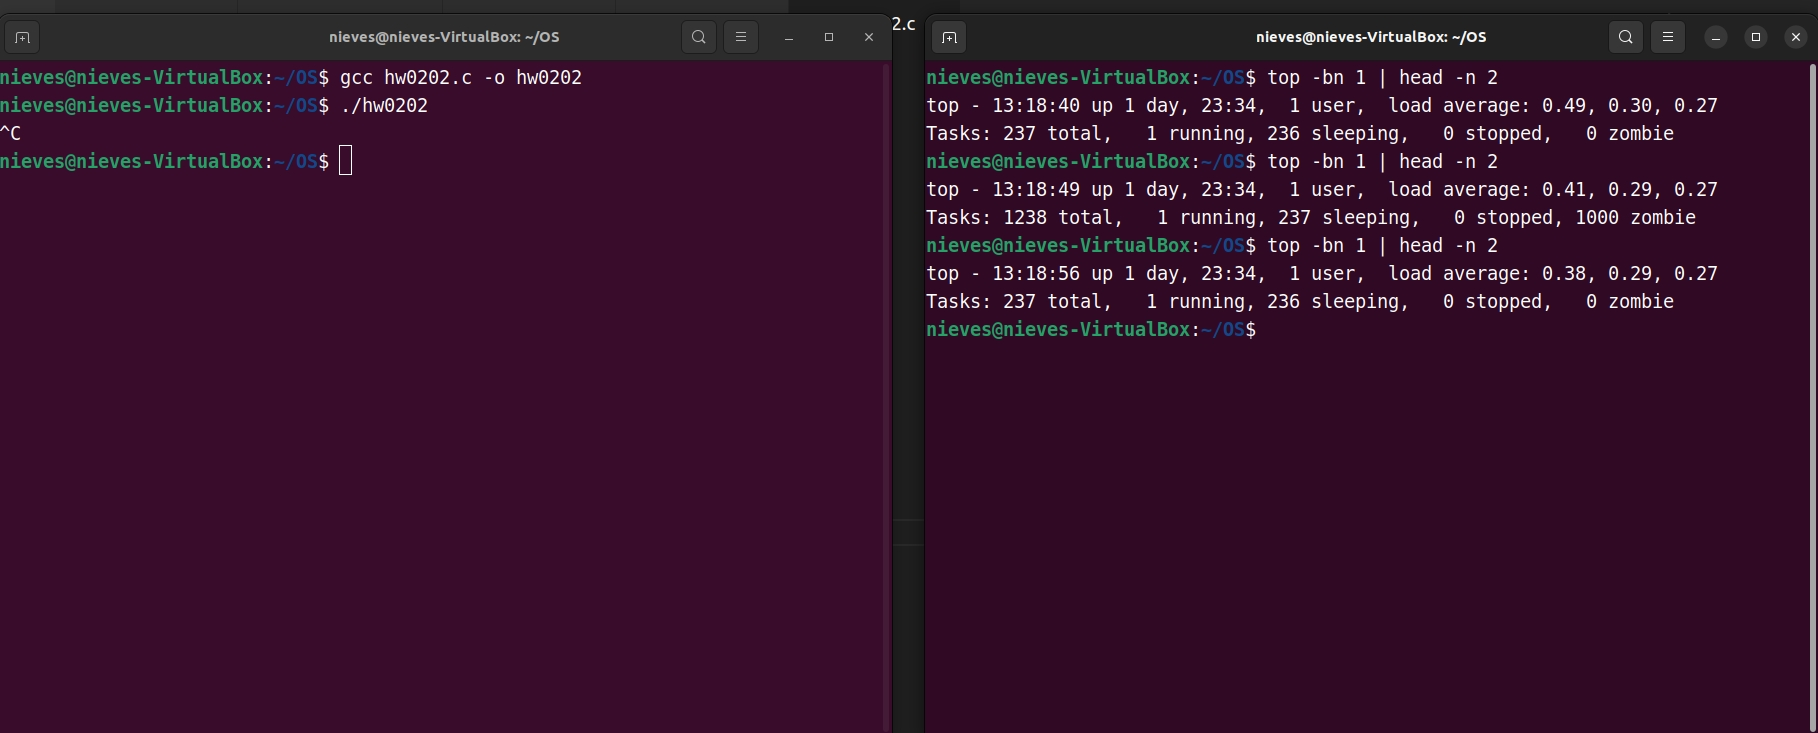 2.c
nieves@nieves-VirtualBox: ~/OS
nieves@nieves-VirtualBox:~/OS$ gcc hw0202.c -o hw0202
nieves@nieves-VirtualBox:~/OS$ ./hw0202
^C
nieves@nieves-VirtualBox:~/OS$
nieves@nieves-VirtualBox: ~/OS
nieves@nieves-VirtualBox:~/OS$ top -bn 1 | head -n 2
top - 13:18:40 up 1 day, 23:34,  1 user,  load average: 0.49, 0.30, 0.27
Tasks: 237 total,   1 running, 236 sleeping,   0 stopped,   0 zombie
nieves@nieves-VirtualBox:~/OS$ top -bn 1 | head -n 2
top - 13:18:49 up 1 day, 23:34,  1 user,  load average: 0.41, 0.29, 0.27
Tasks: 1238 total,   1 running, 237 sleeping,   0 stopped, 1000 zombie
nieves@nieves-VirtualBox:~/OS$ top -bn 1 | head -n 2
top - 13:18:56 up 1 day, 23:34,  1 user,  load average: 0.38, 0.29, 0.27
Tasks: 237 total,   1 running, 236 sleeping,   0 stopped,   0 zombie
nieves@nieves-VirtualBox:~/OS$